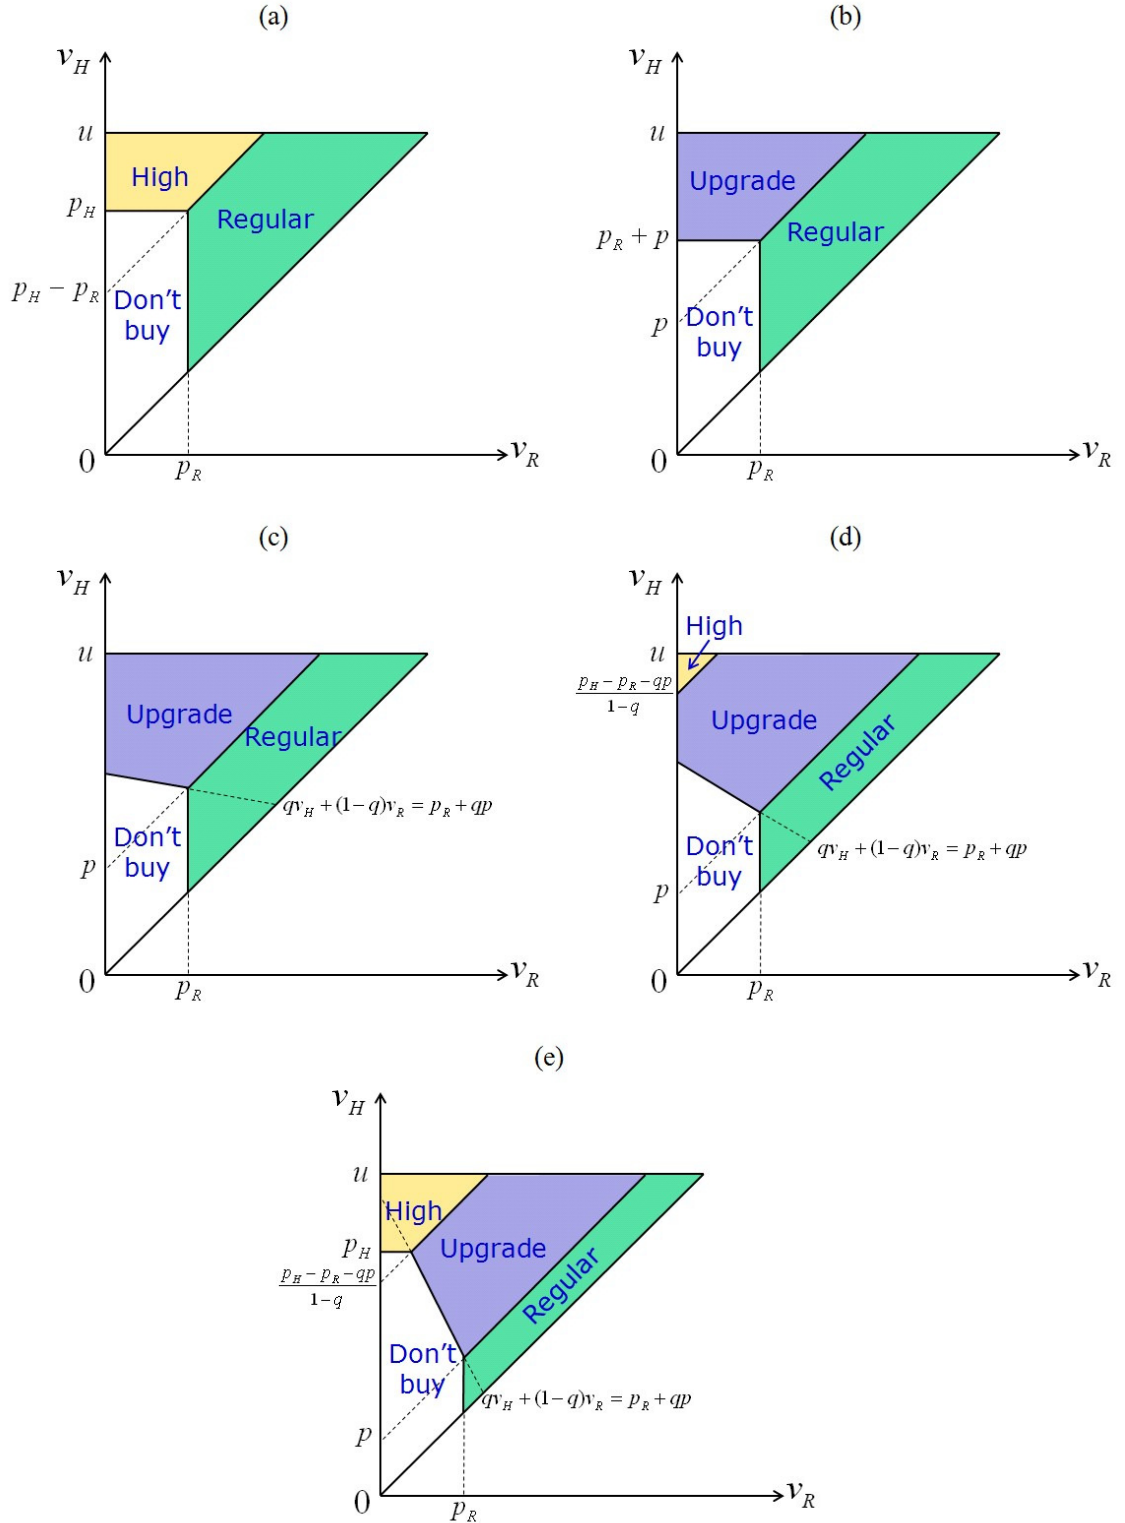 (a)
v_H
u
High
p_H
Regular
p_H − p_R
Don't
buy
0
p_R
v_R
(b)
v_H
u
Upgrade
p_R + p
Regular
p
Don't
buy
0
p_R
v_R
(c)
v_H
u
Upgrade
Regular
qv_H + (1−q)v_R = p_R + qp
Don't
buy
p
0
p_R
v_R
(d)
v_H
High
u
p_H − p_R − qp
1−q
Upgrade
Regular
qv_H + (1−q)v_R = p_R + qp
Don't
buy
p
0
p_R
v_R
(e)
v_H
u
High
p_H
Upgrade
p_H − p_R − qp
1−q
Regular
Don't
buy
qv_H + (1−q)v_R = p_R + qp
p
0
p_R
v_R